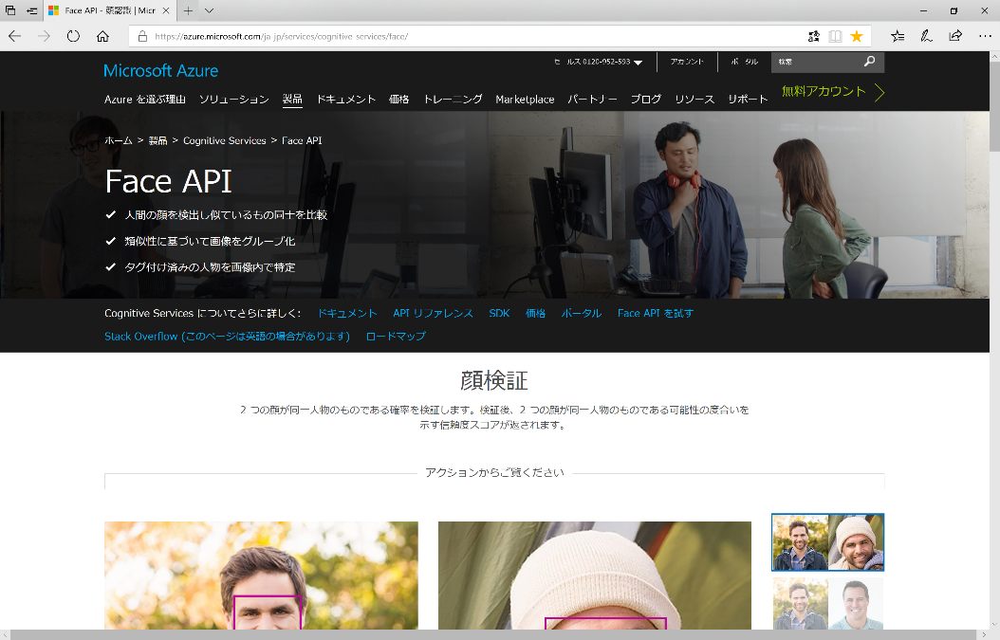 Face API - 顔認識 | Micr
https://azure.microsoft.com/ja-jp/services/cognitive-services/face/
Microsoft Azure
セールス 0120-952-593
アカウント
ポータル
検索
Azure を選ぶ理由 ソリューション 製品 ドキュメント 価格 トレーニング Marketplace パートナー ブログ リソース サポート
無料アカウント
ホーム > 製品 > Cognitive Services > Face API
Face API
人間の顔を検出し似ているもの同士を比較
類似性に基づいて画像をグループ化
タグ付け済みの人物を画像内で特定
Cognitive Services についてさらに詳しく: ドキュメント API リファレンス SDK 価格 ポータル Face API を試す
Stack Overflow (このページは英語の場合があります) ロードマップ
顔検証
2 つの顔が同一人物のものである確率を検証します。検証後、2 つの顔が同一人物のものである可能性の度合いを
示す信頼度スコアが返されます。
アクションからご覧ください